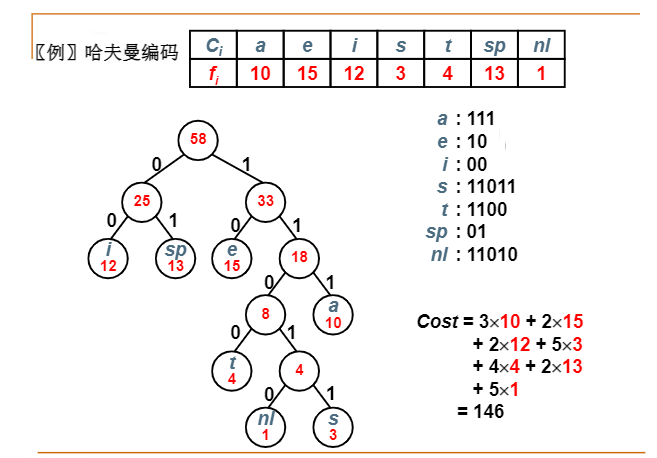 〖例〗哈夫曼编码
Ci a e i s t sp nl
fi 10 15 12 3 4 13 1
58
0 1
25 33
0 1 0 1
i 12 sp 13 e 15 18
0 1
8 a 10
0 1
t 4 4
0 1
nl 1 s 3
a : 111
e : 10
i : 00
s : 11011
t : 1100
sp : 01
nl : 11010
Cost = 3×10 + 2×15
+ 2×12 + 5×3
+ 4×4 + 2×13
+ 5×1
= 146